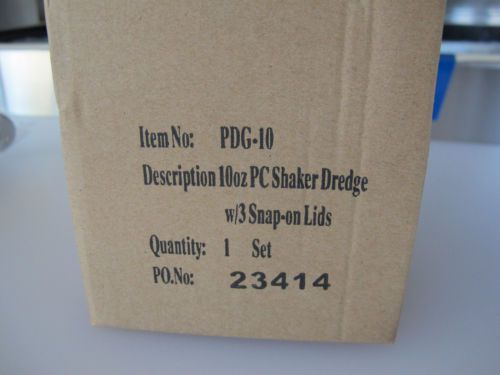 Item No: PDG-10
Description 10oz PC Shaker Dredge
w/3 Snap-on Lids
Quantity: 1 Set
PO.No: 23414